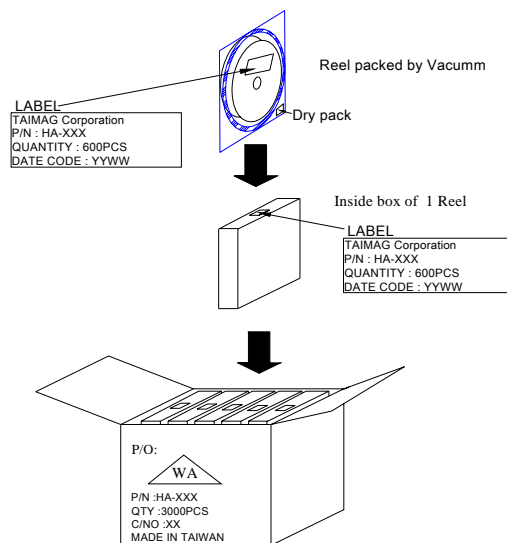 Reel packed by Vacumm
Dry pack
LABEL
TAIMAG Corporation
P/N : HA-XXX
QUANTITY : 600PCS
DATE CODE : YYWW
Inside box of 1 Reel
LABEL
TAIMAG Corporation
P/N : HA-XXX
QUANTITY : 600PCS
DATE CODE : YYWW
P/O:
WA
P/N :HA-XXX
QTY :3000PCS
C/NO :XX
MADE IN TAIWAN